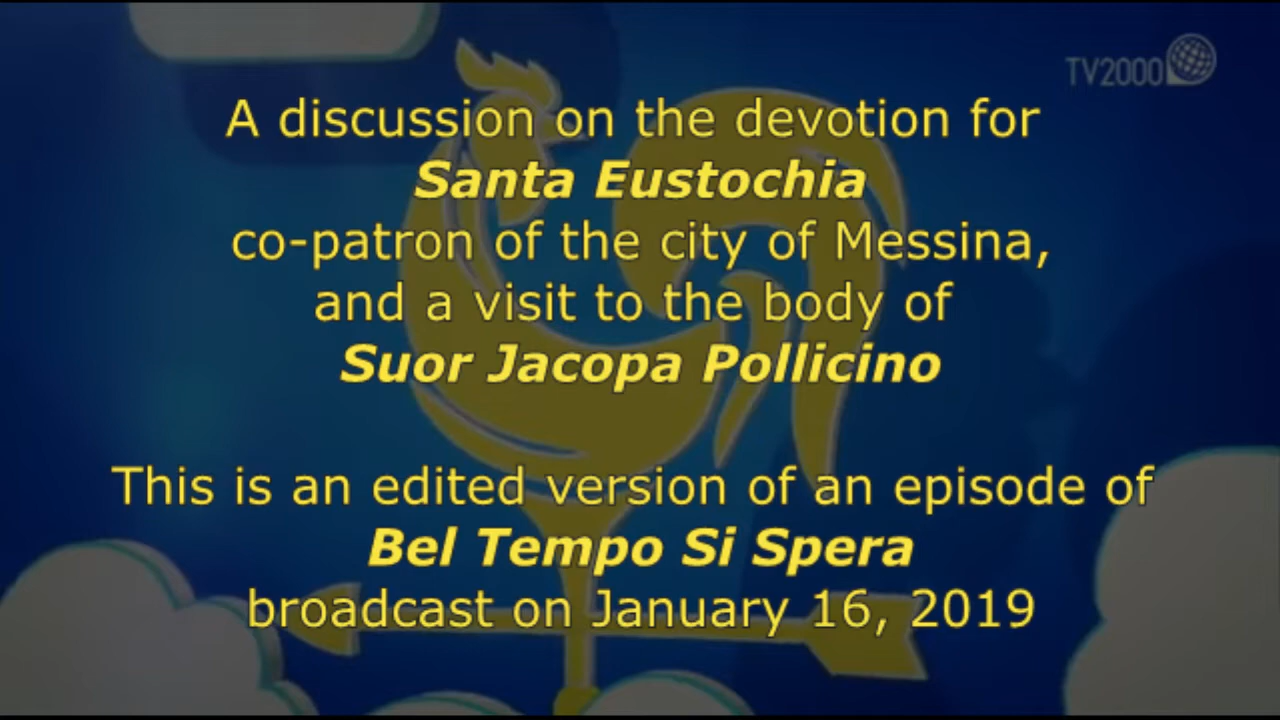 TV2000
A discussion on the devotion for
Santa Eustochia
co-patron of the city of Messina,
and a visit to the body of
Suor Jacopa Pollicino
This is an edited version of an episode of
Bel Tempo Si Spera
broadcast on January 16, 2019